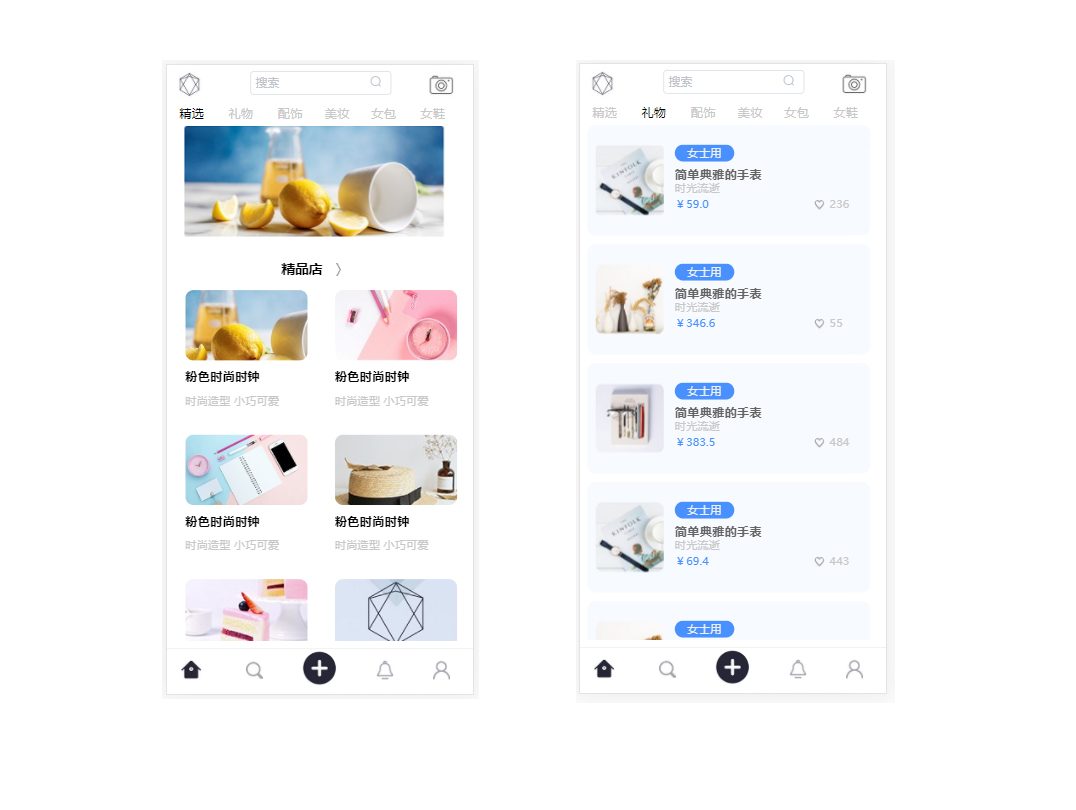 搜索
精选 礼物 配饰 美妆 女包 女鞋
精品店 〉
粉色时尚时钟 粉色时尚时钟
时尚造型 小巧可爱 时尚造型 小巧可爱
粉色时尚时钟 粉色时尚时钟
时尚造型 小巧可爱 时尚造型 小巧可爱
搜索
精选 礼物 配饰 美妆 女包 女鞋
KINFOLK
女士用
简单典雅的手表
时光流逝
¥59.0 236
女士用
简单典雅的手表
时光流逝
¥346.6 55
女士用
简单典雅的手表
时光流逝
¥383.5 484
KINFOLK
女士用
简单典雅的手表
时光流逝
¥69.4 443
女士用